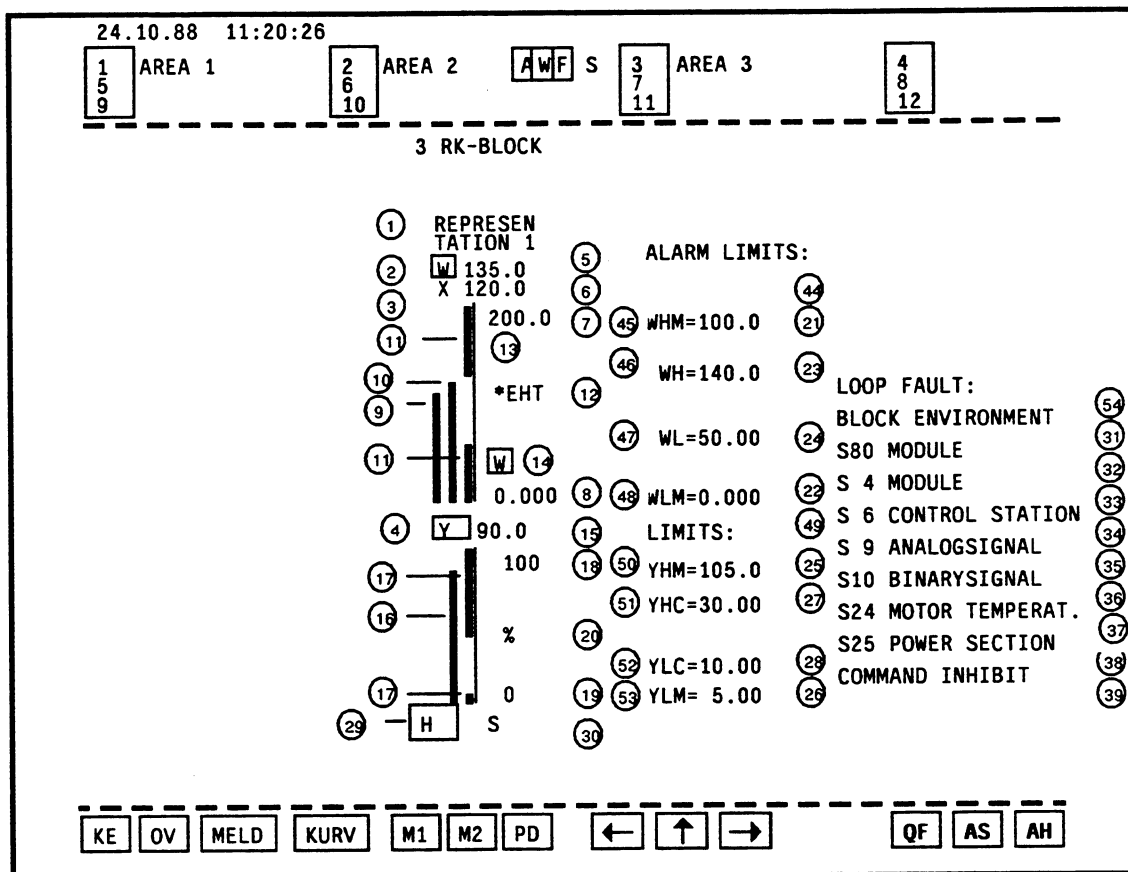 24.10.88 11:20:26
1 AREA 1 2 AREA 2 A W F S 3 AREA 3 4
5 6 7 8
9 10 11 12
3 RK-BLOCK
1 REPRESEN
TATION 1
2 W 135.0 5 ALARM LIMITS:
3 X 120.0 6 44
200.0 7 45 WHM=100.0 21
11 13
46 WH=140.0 23
10 *EHT 12
9
47 WL=50.00 24
11 W 14
0.000 8 48 WLM=0.000 22
4 Y 90.0 15 LIMITS: 49
100 18 50 YHM=105.0 25
17
16 51 YHC=30.00 27
% 20
52 YLC=10.00 28
17 0 19 53 YLM= 5.00 26
29 H S 30
LOOP FAULT: 54
BLOCK ENVIRONMENT 31
S80 MODULE 32
S 4 MODULE 33
S 6 CONTROL STATION 34
S 9 ANALOGSIGNAL 35
S10 BINARYSIGNAL 36
S24 MOTOR TEMPERAT. 37
S25 POWER SECTION 38
COMMAND INHIBIT 39
KE OV MELD KURV M1 M2 PD ← ↑ → QF AS AH